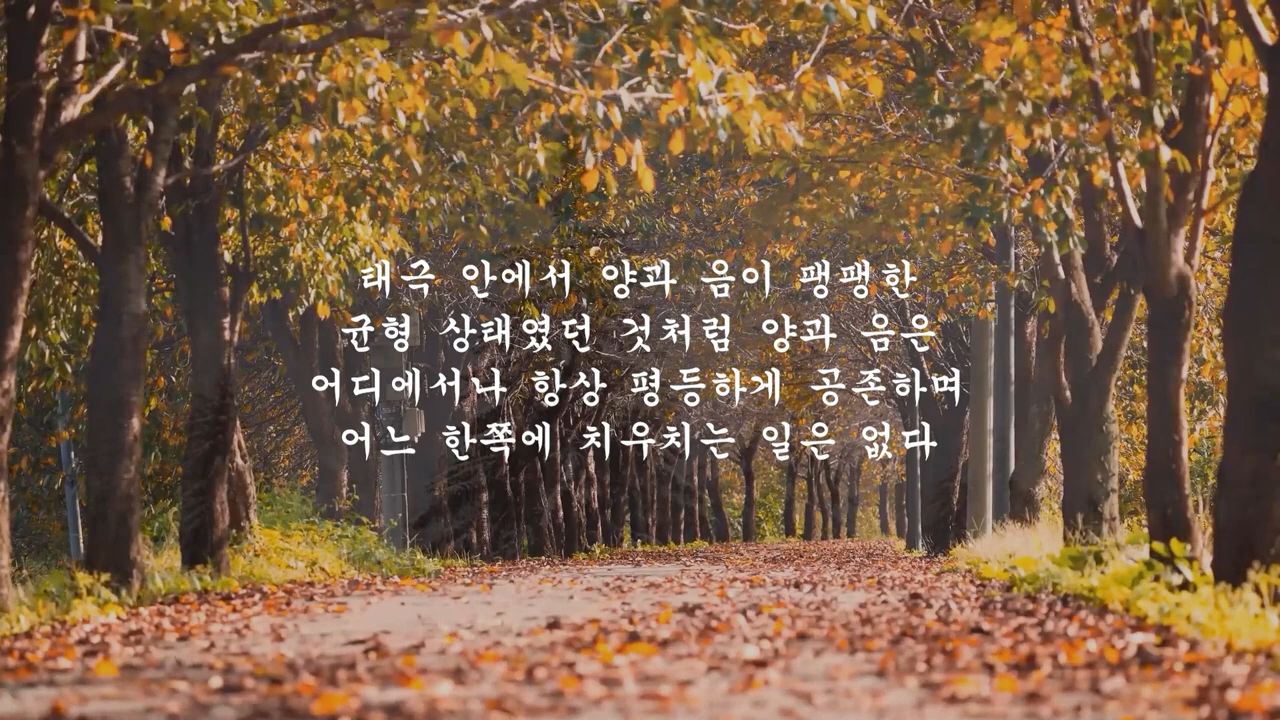 태극 안에서 양과 음이 팽팽한
균형 상태였던 것처럼 양과 음은
어디에서나 항상 평등하게 공존하며
어느 한쪽에 치우치는 일은 없다